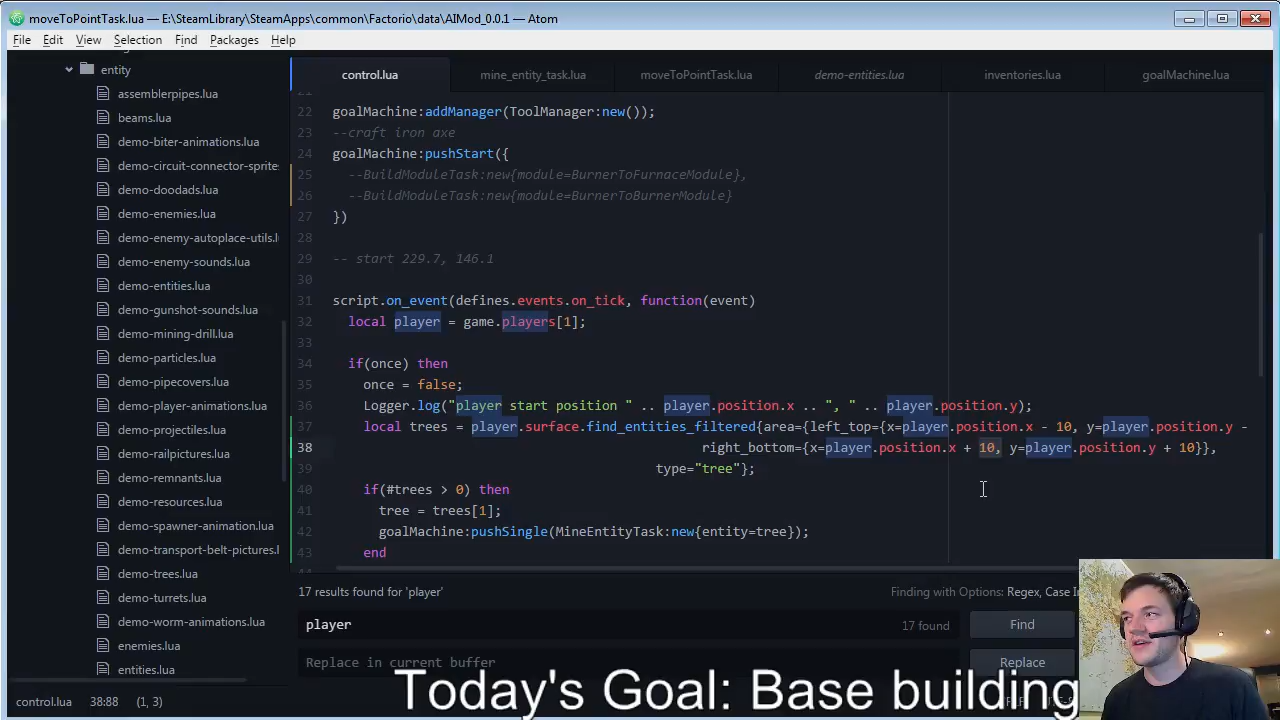 moveToPointTask.lua — E:\SteamLibrary\SteamApps\common\Factorio\data\AIMod_0.0.1 — Atom
File Edit View Selection Find Packages Help
entity
assemblerpipes.lua
beams.lua
demo-biter-animations.lua
demo-circuit-connector-sprites
demo-doodads.lua
demo-enemies.lua
demo-enemy-autoplace-utils.l
demo-enemy-sounds.lua
demo-entities.lua
demo-gunshot-sounds.lua
demo-mining-drill.lua
demo-particles.lua
demo-pipecovers.lua
demo-player-animations.lua
demo-projectiles.lua
demo-railpictures.lua
demo-remnants.lua
demo-resources.lua
demo-spawner-animation.lua
demo-transport-belt-pictures.l
demo-trees.lua
demo-turrets.lua
demo-worm-animations.lua
enemies.lua
entities.lua
control.lua mine_entity_task.lua moveToPointTask.lua demo-entities.lua inventories.lua goalMachine.lua
21
22 goalMachine:addManager(ToolManager:new());
23 --craft iron axe
24 goalMachine:pushStart({
25 --BuildModuleTask:new{module=BurnerToFurnaceModule},
26 --BuildModuleTask:new{module=BurnerToBurnerModule}
27 })
28
29 -- start 229.7, 146.1
30
31 script.on_event(defines.events.on_tick, function(event)
32 local player = game.players[1];
33
34 if(once) then
35 once = false;
36 Logger.log("player start position " .. player.position.x .. ", " .. player.position.y);
37 local trees = player.surface.find_entities_filtered{area={left_top={x=player.position.x - 10, y=player.position.y -
38 right_bottom={x=player.position.x + 10, y=player.position.y + 10}},
39 type="tree"};
40 if(#trees > 0) then
41 tree = trees[1];
42 goalMachine:pushSingle(MineEntityTask:new{entity=tree});
43 end
17 results found for 'player'
Finding with Options: Regex, Case In
player 17 found Find
Replace in current buffer Replace
control.lua 38:88 (1, 3)
Today's Goal: Base building